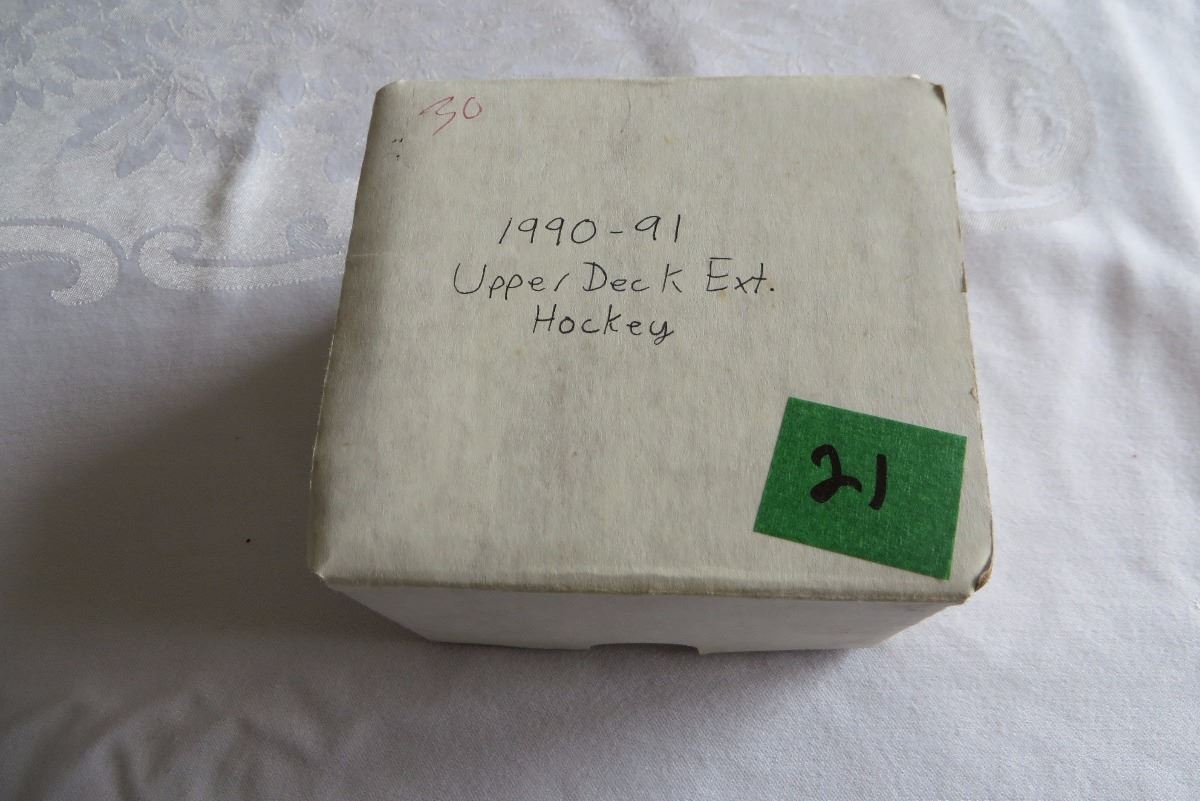 30
1990-91
Upper Deck Ext.
Hockey
21